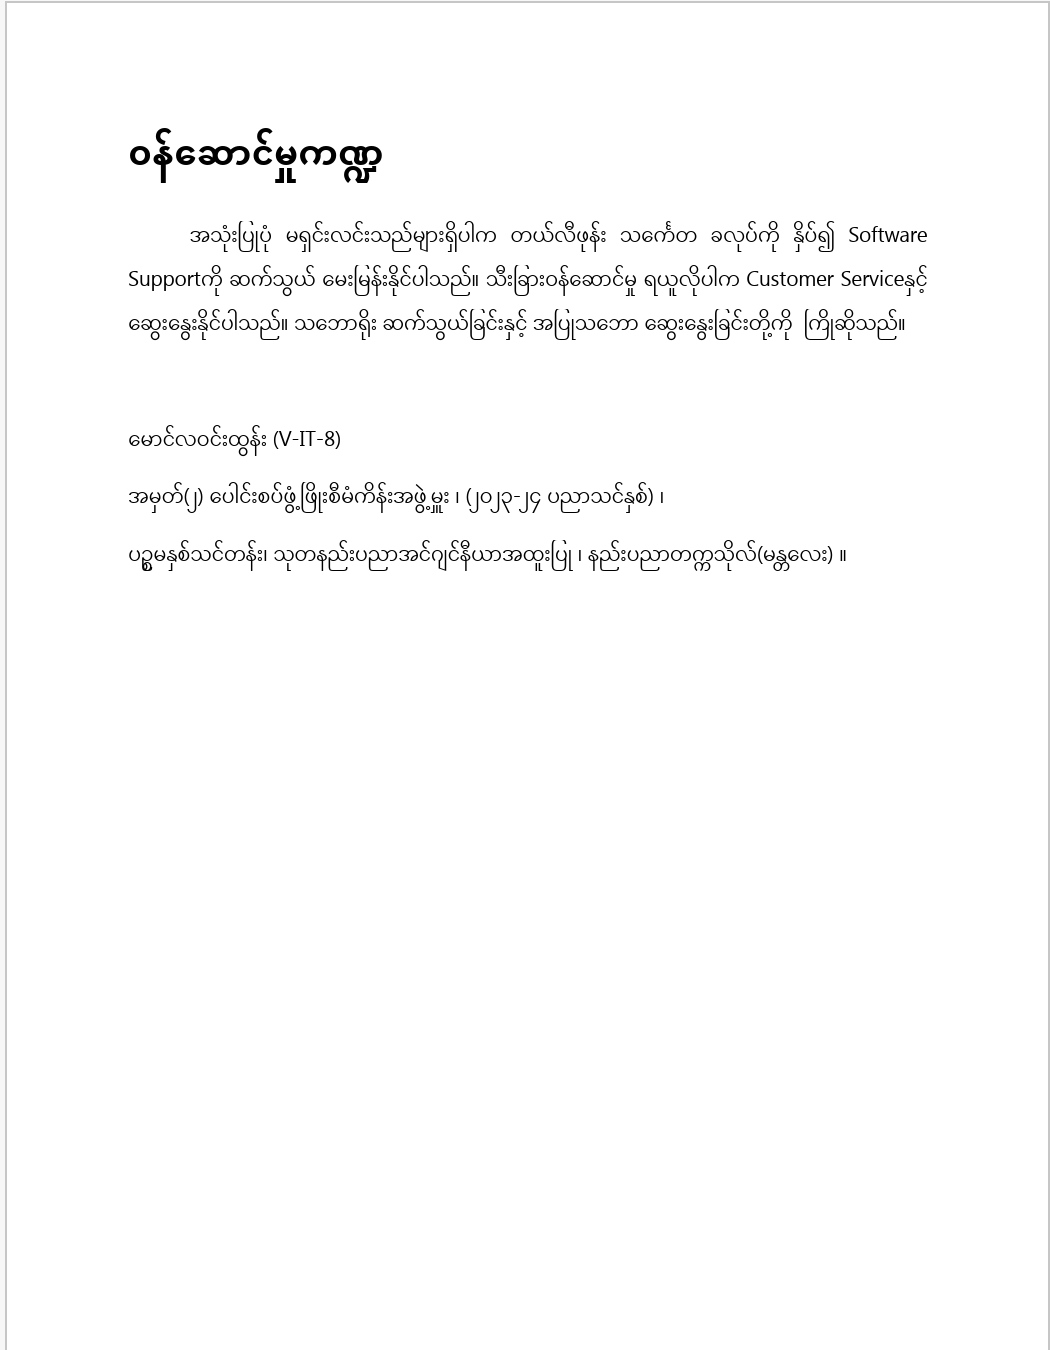 ဝန်ဆောင်မှုကဏ္ဍ
အသုံးပြုပုံ မရှင်းလင်းသည်များရှိပါက တယ်လီဖုန်း သင်္ကေတ ခလုပ်ကို နှိပ်၍ Software
Supportကို ဆက်သွယ် မေးမြန်းနိုင်ပါသည်။ သီးခြားဝန်ဆောင်မှု ရယူလိုပါက Customer Serviceနှင့်
ဆွေးနွေးနိုင်ပါသည်။ သဘောရိုး ဆက်သွယ်ခြင်းနှင့် အပြုသဘော ဆွေးနွေးခြင်းတို့ကို ကြိုဆိုသည်။
မောင်လဝင်းထွန်း (V-IT-8)
အမှတ်(၂) ပေါင်းစပ်ဖွံ့ဖြိုးစီမံကိန်းအဖွဲ့မှူး ၊ (၂၀၂၃-၂၄ ပညာသင်နှစ်) ၊
ပဉ္စမနှစ်သင်တန်း၊ သုတနည်းပညာအင်ဂျင်နီယာအထူးပြု ၊ နည်းပညာတက္ကသိုလ်(မန္တလေး) ။